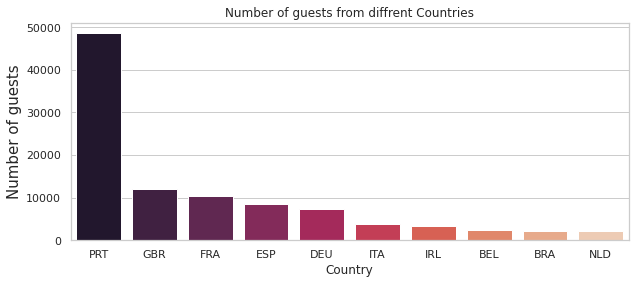 Number of guests from diffrent Countries
Number of guests
50000
40000
30000
20000
10000
0
PRT GBR FRA ESP DEU ITA IRL BEL BRA NLD
Country